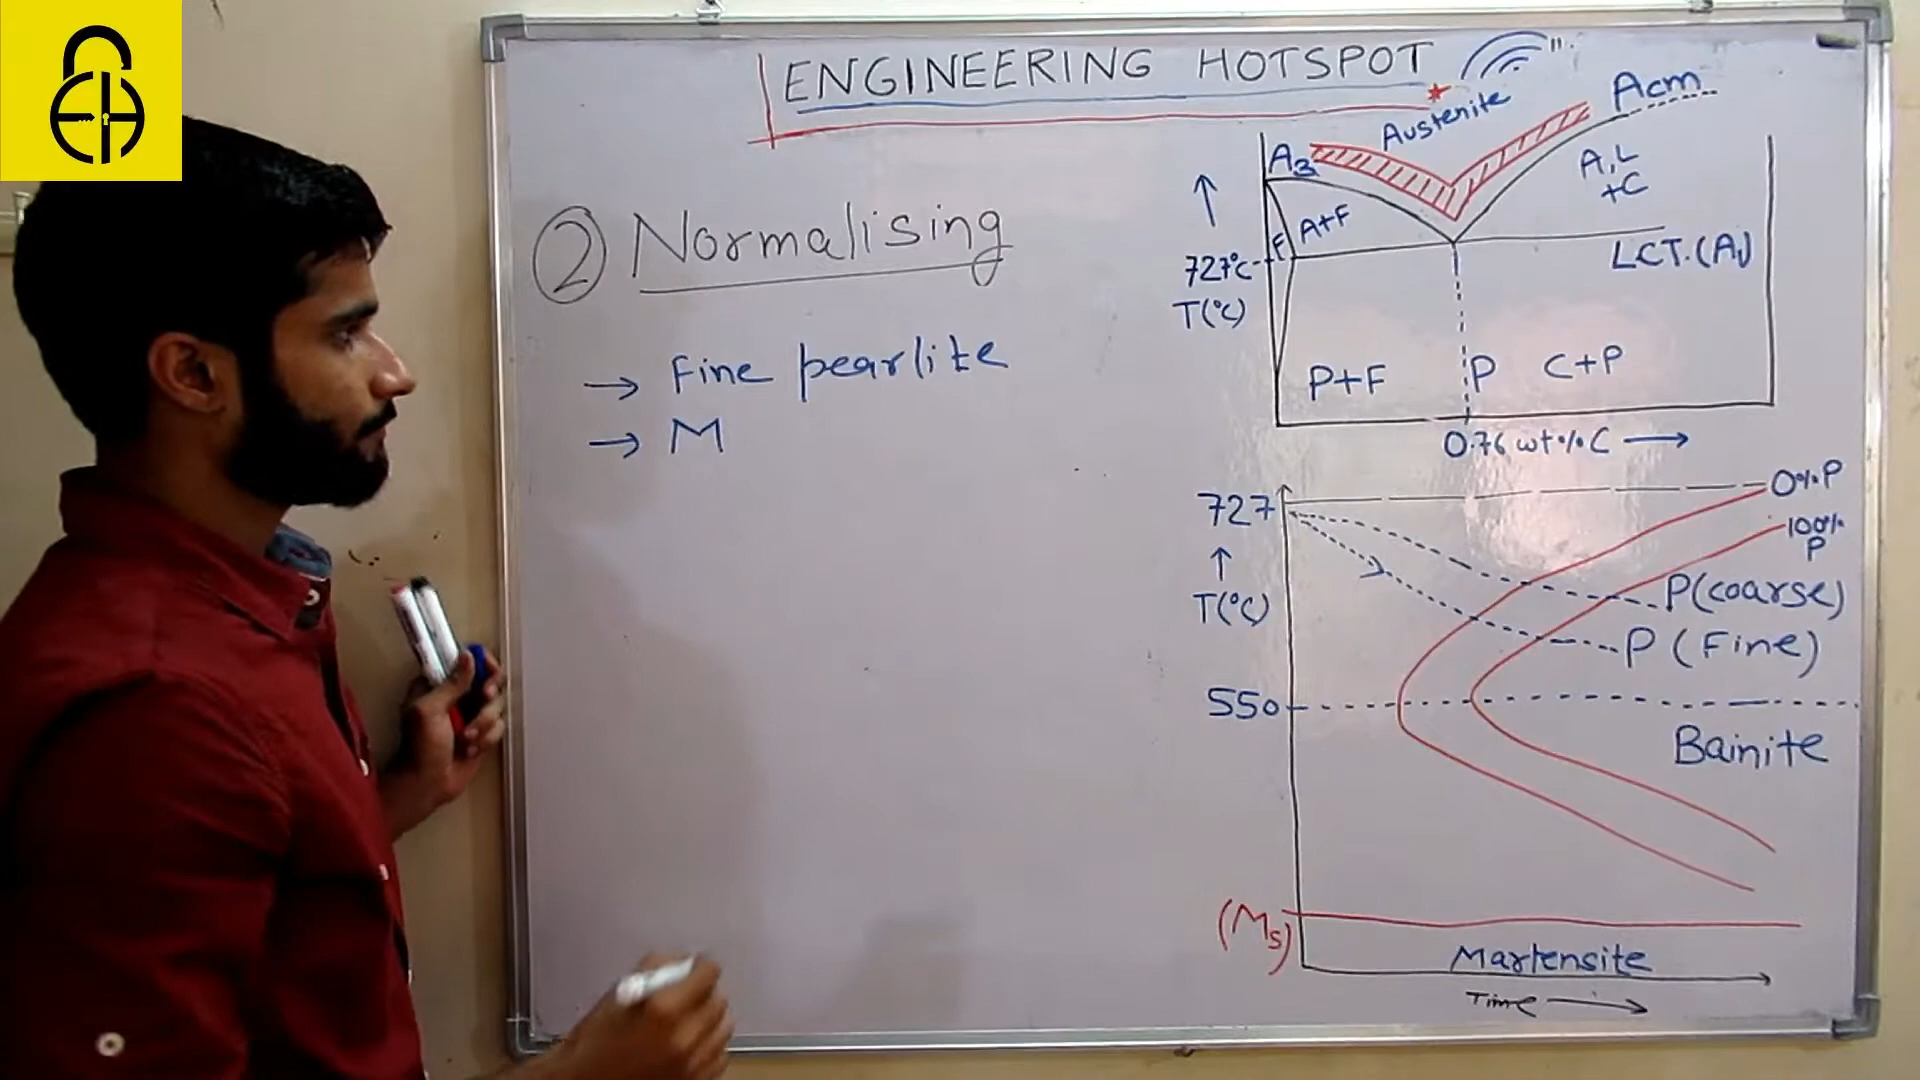 ENGINEERING HOTSPOT
② Normalising
→ Fine pearlite
→ M
Austenite
Acm
A3
A,L
+C
A+F
F
727°C
T(°C)
LCT.(A1)
P+F
P
C+P
0.76 wt%C →
727
0%P
100%
P
T(°C)
P(coarse)
P(Fine)
550
Bainite
(Ms)
Martensite
Time →